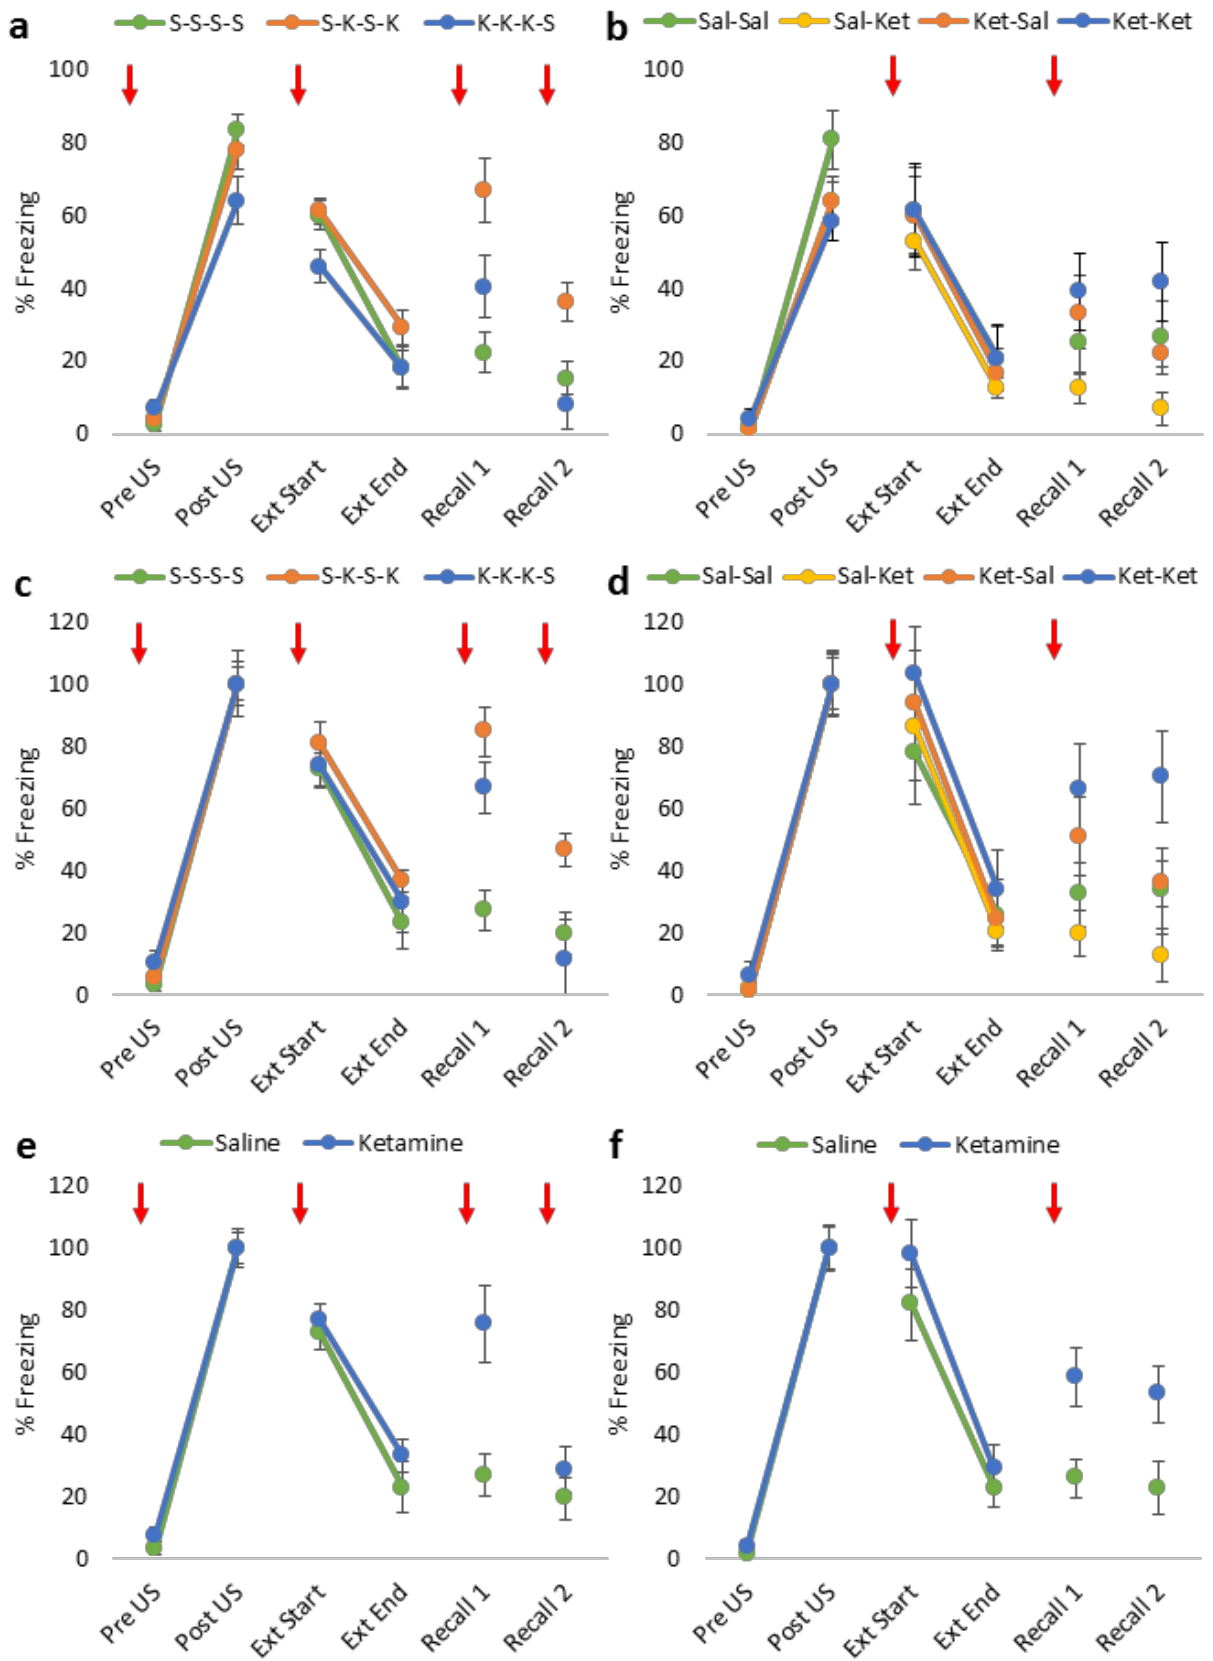 a
S-S-S-S S-K-S-K K-K-K-S
100
80
60
40
20
0
% Freezing
Pre US Post US Ext Start Ext End Recall 1 Recall 2
b
Sal-Sal Sal-Ket Ket-Sal Ket-Ket
100
80
60
40
20
0
% Freezing
Pre US Post US Ext Start Ext End Recall 1 Recall 2
c
S-S-S-S S-K-S-K K-K-K-S
120
100
80
60
40
20
0
% Freezing
Pre US Post US Ext Start Ext End Recall 1 Recall 2
d
Sal-Sal Sal-Ket Ket-Sal Ket-Ket
120
100
80
60
40
20
0
% Freezing
Pre US Post US Ext Start Ext End Recall 1 Recall 2
e
Saline Ketamine
120
100
80
60
40
20
0
% Freezing
Pre US Post US Ext Start Ext End Recall 1 Recall 2
f
Saline Ketamine
120
100
80
60
40
20
0
% Freezing
Pre US Post US Ext Start Ext End Recall 1 Recall 2